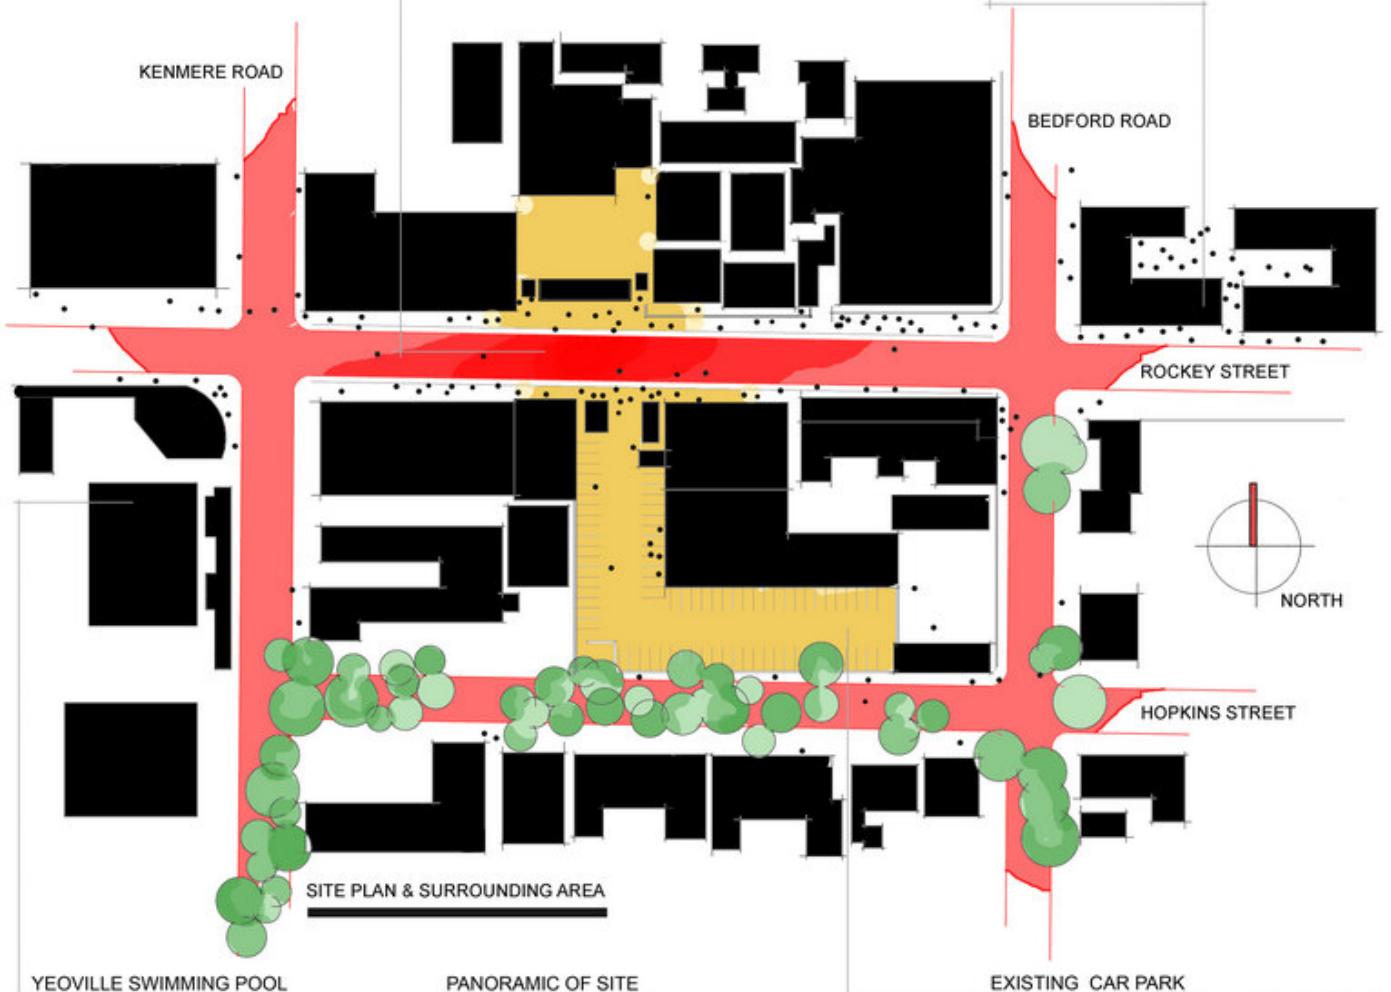 KENMERE ROAD
BEDFORD ROAD
ROCKEY STREET
NORTH
HOPKINS STREET
SITE PLAN & SURROUNDING AREA
YEOVILLE SWIMMING POOL
PANORAMIC OF SITE
EXISTING CAR PARK